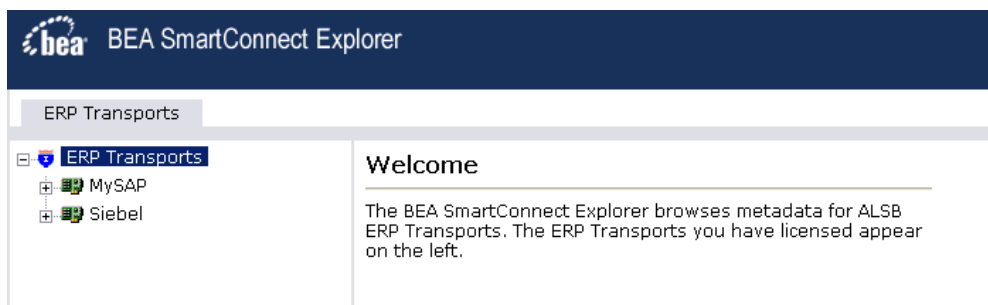 bea BEA SmartConnect Explorer
ERP Transports
ERP Transports
MySAP
Siebel
Welcome
The BEA SmartConnect Explorer browses metadata for ALSB
ERP Transports. The ERP Transports you have licensed appear
on the left.